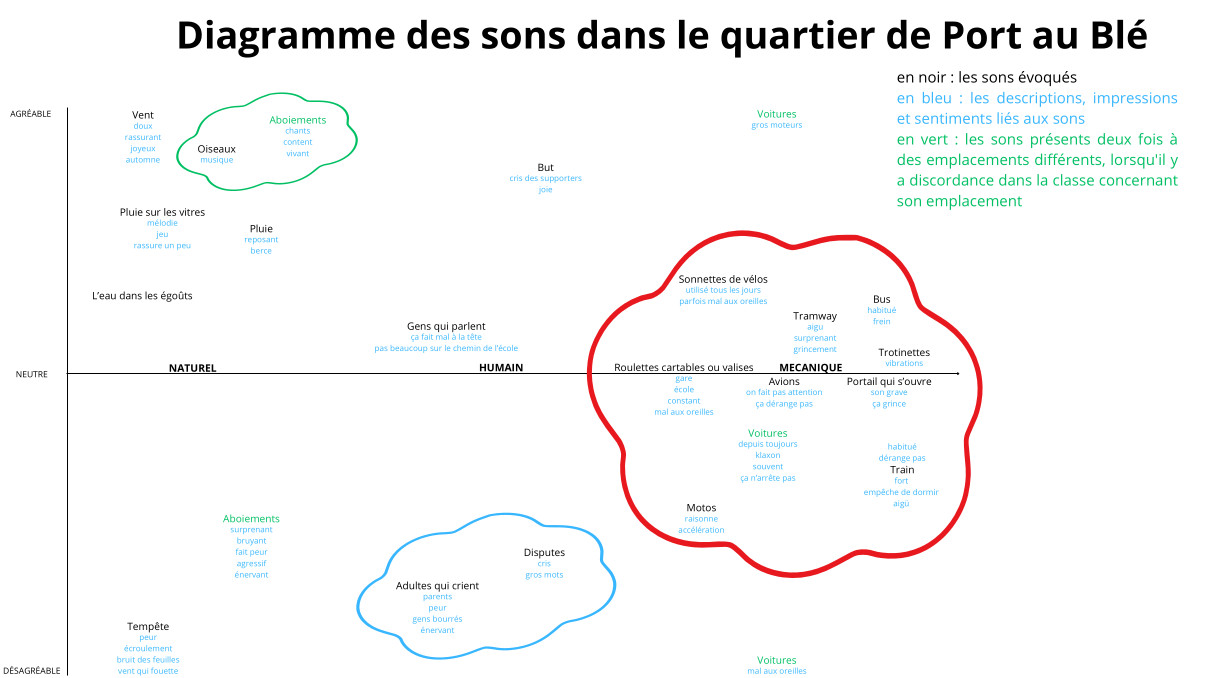 Diagramme des sons dans le quartier de Port au Blé
en noir : les sons évoqués
en bleu : les descriptions, impressions
et sentiments liés aux sons
en vert : les sons présents deux fois à
des emplacements différents, lorsqu'il y
a discordance dans la classe concernant
son emplacement
AGRÉABLE
Vent
doux
rassurant
joyeux
automne
Oiseaux
musique
Aboiements
chants
content
vivant
Voitures
gros moteurs
But
cris des supporters
joie
Pluie sur les vitres
mélodie
jeu
rassure un peu
Pluie
reposant
berce
L'eau dans les égoûts
Gens qui parlent
ça fait mal à la tête
pas beaucoup sur le chemin de l'école
Sonnettes de vélos
utilisé tous les jours
parfois mal aux oreilles
Bus
habitué
frein
Tramway
aigu
surprenant
grincement
Trotinettes
vibrations
NEUTRE
NATUREL
HUMAIN
MECANIQUE
Roulettes cartables ou valises
gare
école
constant
mal aux oreilles
Avions
on fait pas attention
ça dérange pas
Portail qui s'ouvre
son grave
ça grince
Voitures
depuis toujours
klaxon
souvent
ça n'arrête pas
habitué
dérange pas
Train
fort
empêche de dormir
aigü
Motos
raisonne
accélération
Aboiements
surprenant
bruyant
fait peur
agressif
énervant
Disputes
cris
gros mots
Adultes qui crient
parents
peur
gens bourrés
énervant
Tempête
peur
écroulement
bruit des feuilles
vent qui fouette
Voitures
mal aux oreilles
DÉSAGRÉABLE